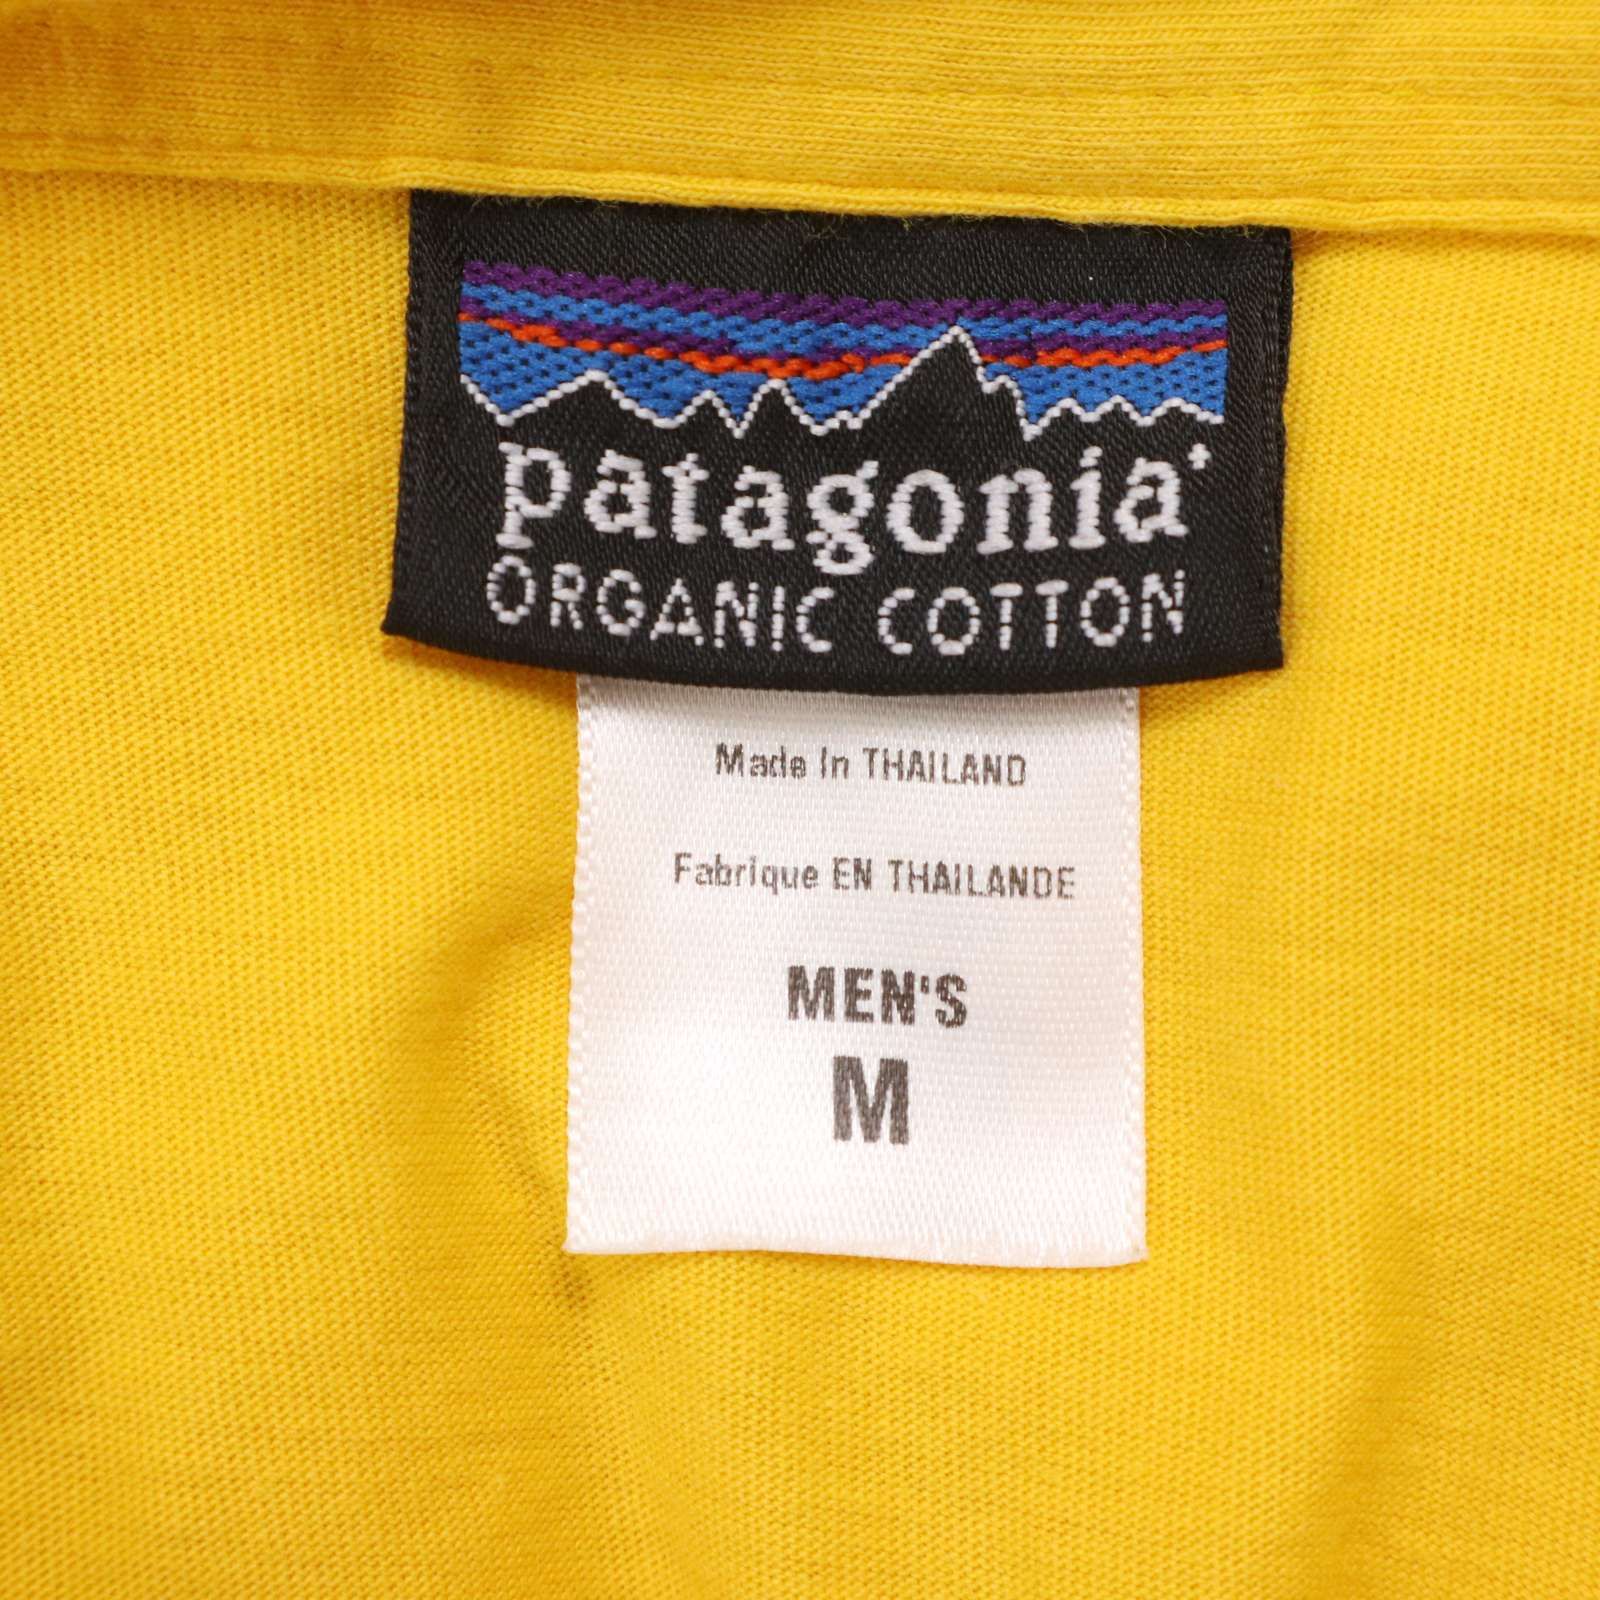 patagonia
ORGANIC COTTON
Made In THAILAND
Fabrique EN THAILANDE
MEN'S
M